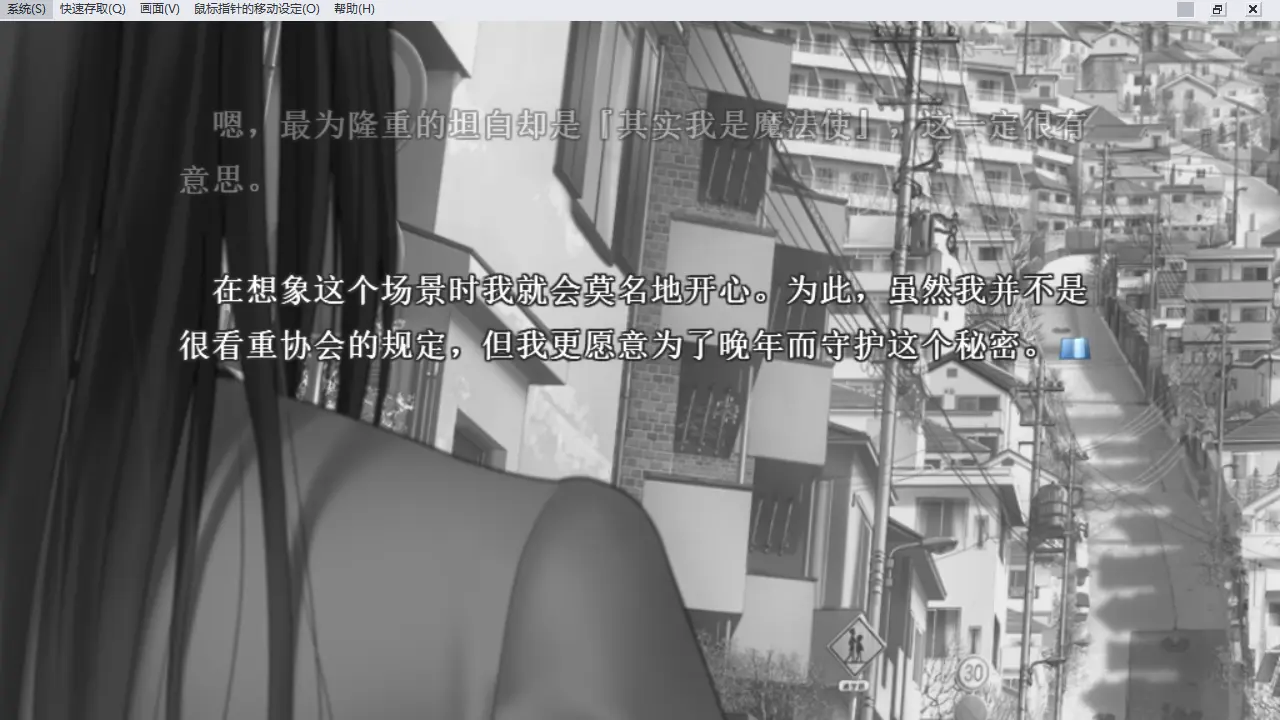 系统(S) 快速存取(Q) 画面(V) 鼠标指针的移动设定(O) 帮助(H)
嗯，最为隆重的坦白却是『其实我是魔法使』，这一定很有
意思。
在想象这个场景时我就会莫名地开心。为此，虽然我并不是
很看重协会的规定，但我更愿意为了晚年而守护这个秘密。
30